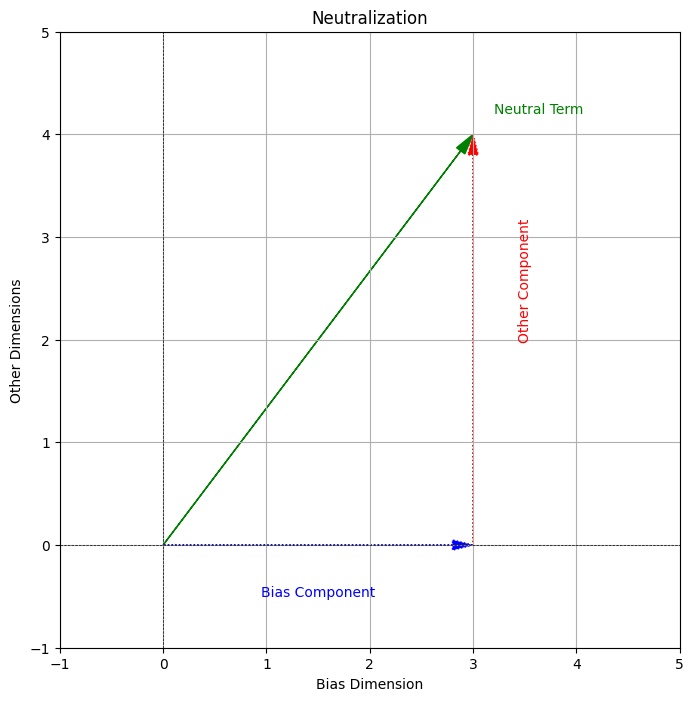 Neutralization
5
Neutral Term
4
3
Other Component
Other Dimensions
2
1
0
Bias Component
−1
−1 0 1 2 3 4 5
Bias Dimension